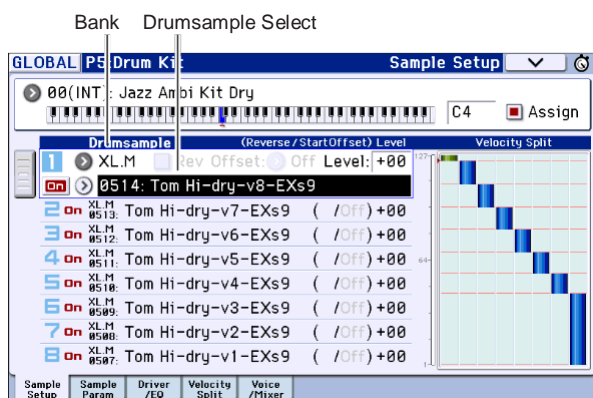 Bank Drumsample Select
GLOBAL P5:Drum Kit Sample Setup
00(INT): Jazz Ambi Kit Dry
C4 Assign
Drumsample (Reverse/StartOffset) Level Velocity Split
1 XL.M Rev Offset: Off Level: +00
On 0514: Tom Hi-dry-v8-EXs9
2 On XL.M 0513: Tom Hi-dry-v7-EXs9 ( /Off)+00
3 On XL.M 0512: Tom Hi-dry-v6-EXs9 ( /Off)+00
4 On XL.M 0511: Tom Hi-dry-v5-EXs9 ( /Off)+00
5 On XL.M 0510: Tom Hi-dry-v4-EXs9 ( /Off)+00
6 On XL.M 0509: Tom Hi-dry-v3-EXs9 ( /Off)+00
7 On XL.M 0508: Tom Hi-dry-v2-EXs9 ( /Off)+00
8 On XL.M 0507: Tom Hi-dry-v1-EXs9 ( /Off)+00
127
64
1
Sample Setup Sample Param Driver /EQ Velocity Split Voice /Mixer